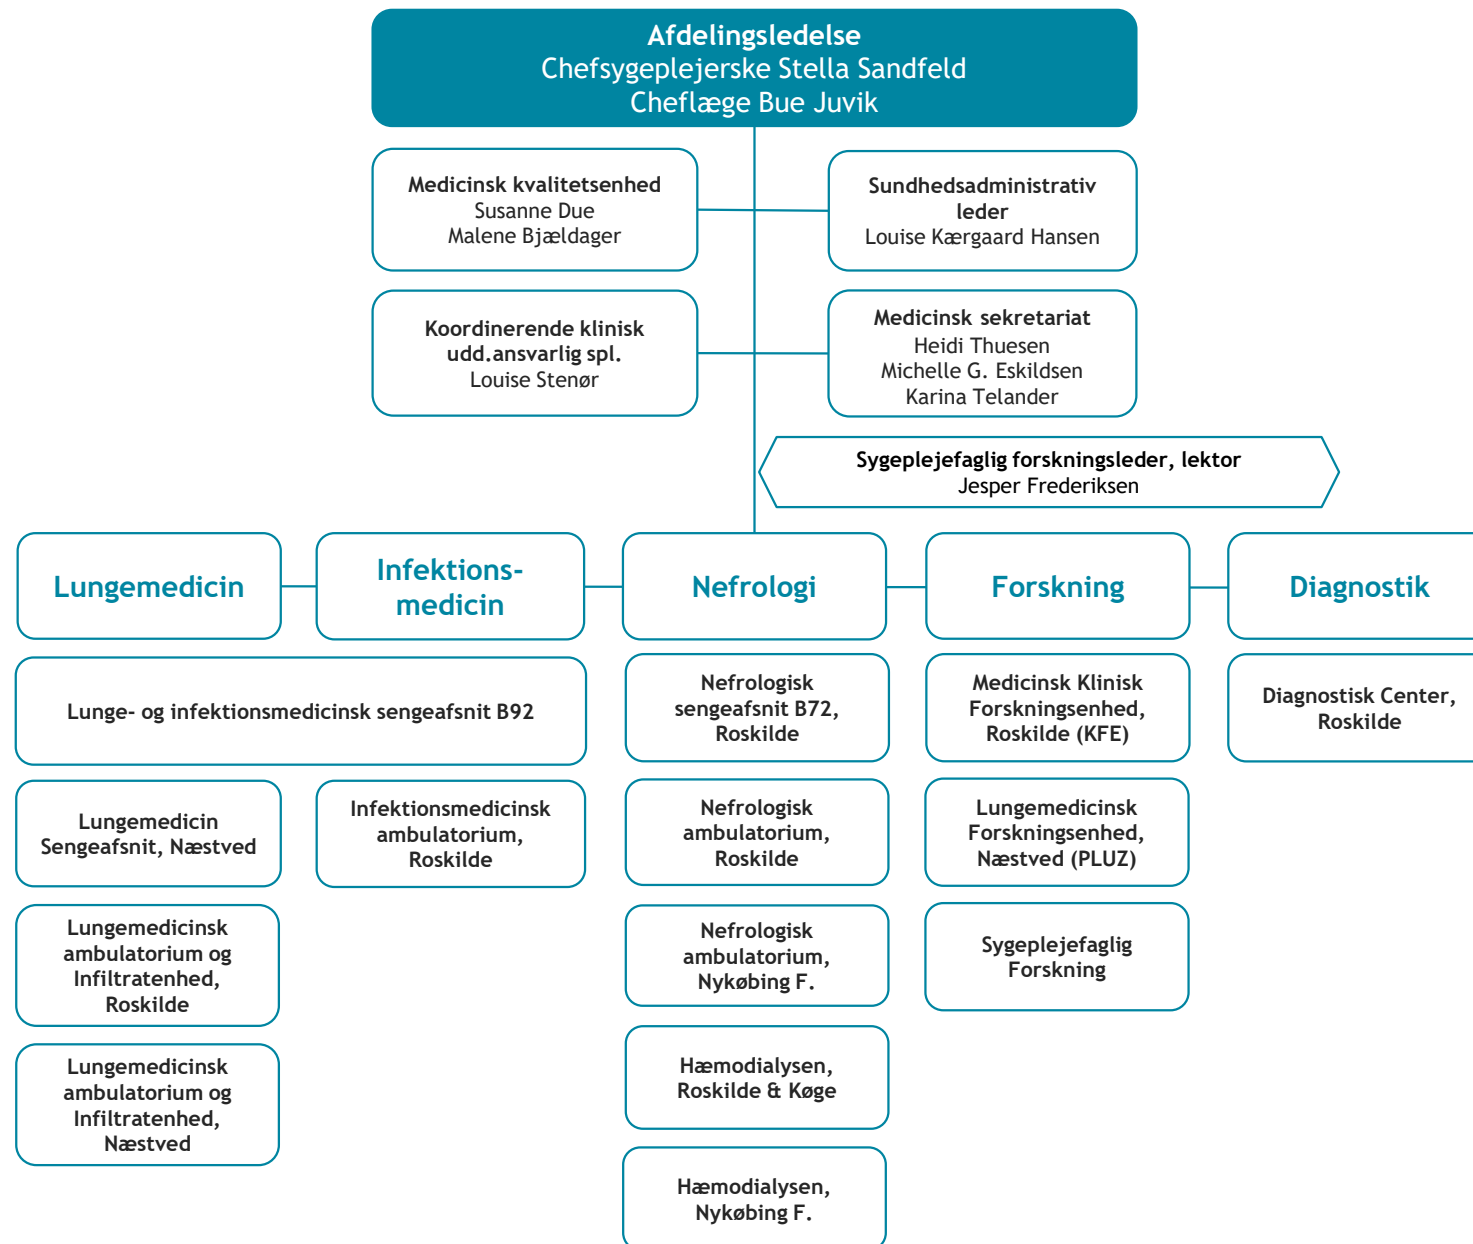 Afdelingsledelse
Chefsygeplejerske Stella Sandfeld
Cheflæge Bue Juvik
Medicinsk kvalitetsenhed
Susanne Due
Malene Bjældager
Sundhedsadministrativ
leder
Louise Kærgaard Hansen
Koordinerende klinisk
udd.ansvarlig spl.
Louise Stenør
Medicinsk sekretariat
Heidi Thuesen
Michelle G. Eskildsen
Karina Telander
Sygeplejefaglig forskningsleder, lektor
Jesper Frederiksen
Lungemedicin
Infektions-
medicin
Nefrologi
Forskning
Diagnostik
Lunge- og infektionsmedicinsk sengeafsnit B92
Lungemedicin
Sengeafsnit, Næstved
Lungemedicinsk
ambulatorium og
Infiltratenhed,
Roskilde
Lungemedicinsk
ambulatorium og
Infiltratenhed,
Næstved
Infektionsmedicinsk
ambulatorium,
Roskilde
Nefrologisk
sengeafsnit B72,
Roskilde
Nefrologisk
ambulatorium,
Roskilde
Nefrologisk
ambulatorium,
Nykøbing F.
Hæmodialysen,
Roskilde & Køge
Hæmodialysen,
Nykøbing F.
Medicinsk Klinisk
Forskningsenhed,
Roskilde (KFE)
Lungemedicinsk
Forskningsenhed,
Næstved (PLUZ)
Sygeplejefaglig
Forskning
Diagnostisk Center,
Roskilde